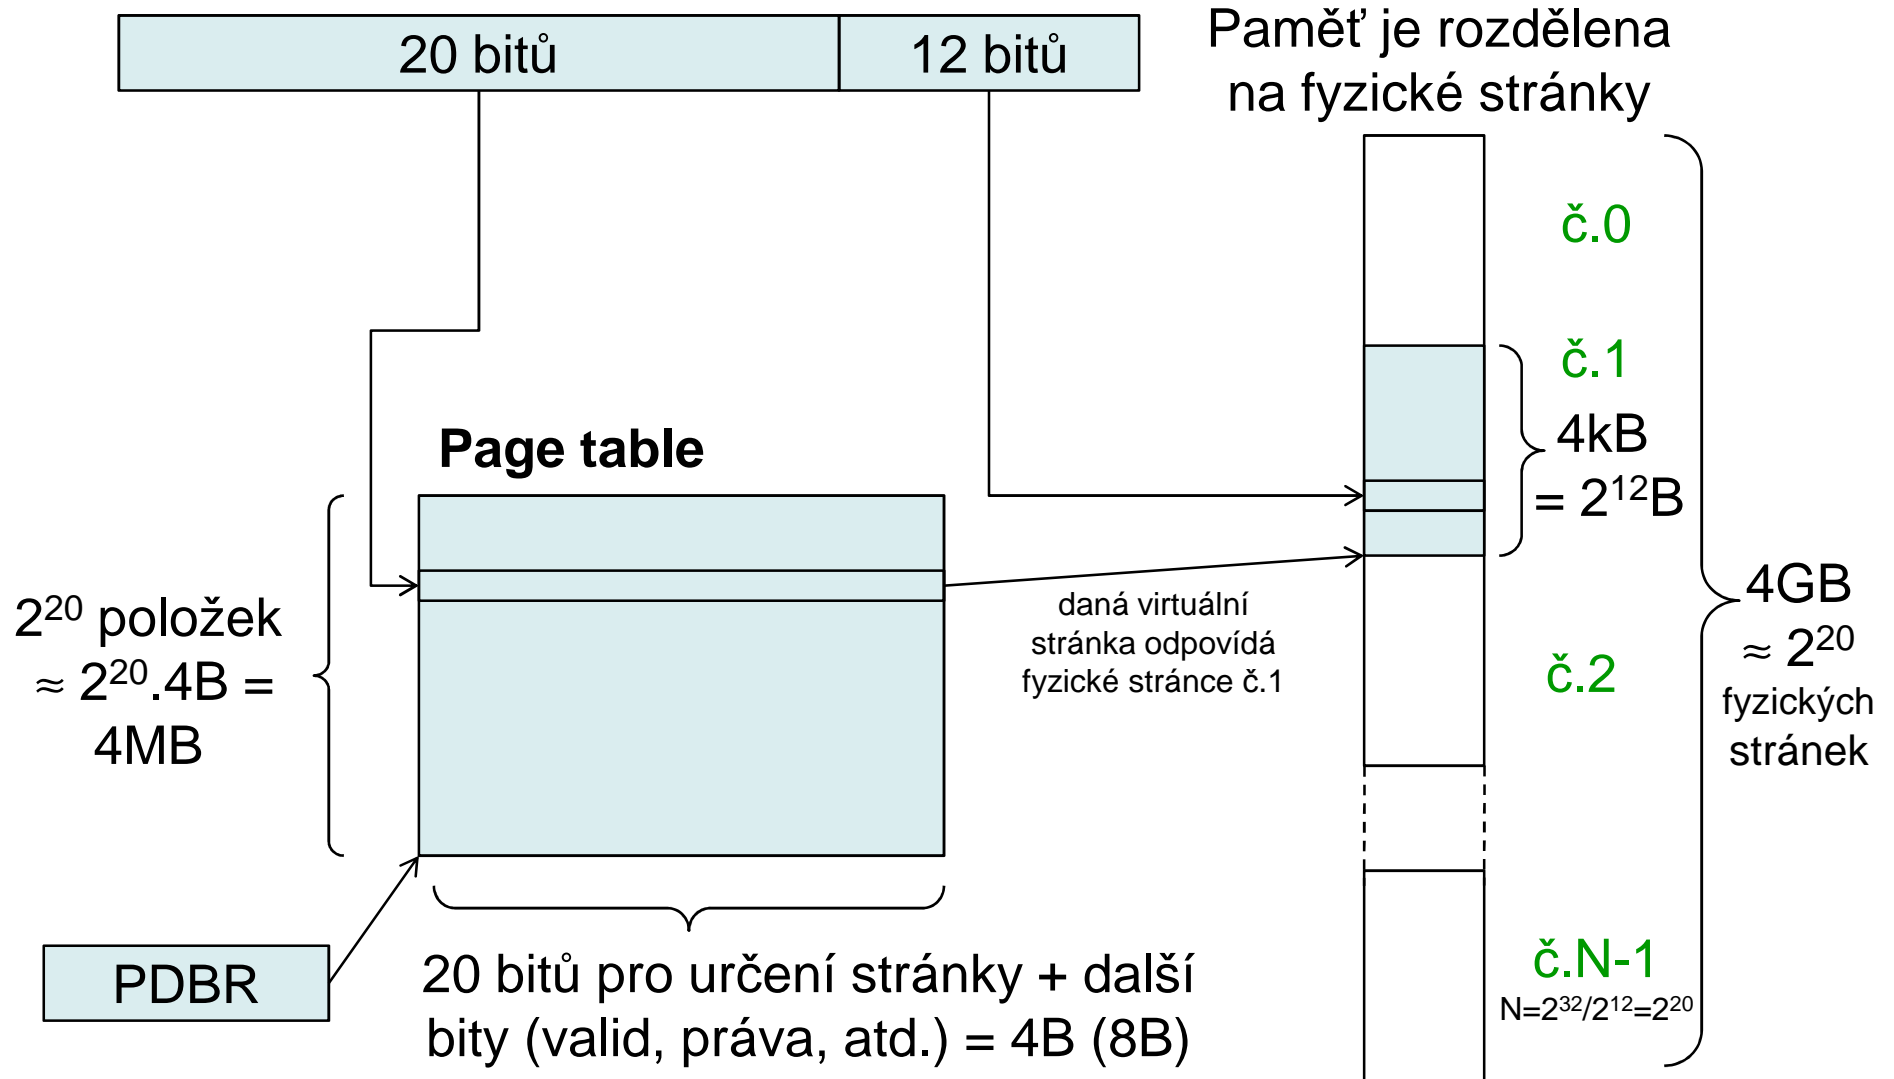 20 bitů
12 bitů
Paměť je rozdělena
na fyzické stránky
č.0
č.1
4kB
= 2¹²B
Page table
2²⁰ položek
≈ 2²⁰.4B =
4MB
daná virtuální
stránka odpovídá
fyzické stránce č.1
č.2
4GB
≈ 2²⁰
fyzických
stránek
PDBR
20 bitů pro určení stránky + další
bity (valid, práva, atd.) = 4B (8B)
č.N-1
N=2³²/2¹²=2²⁰